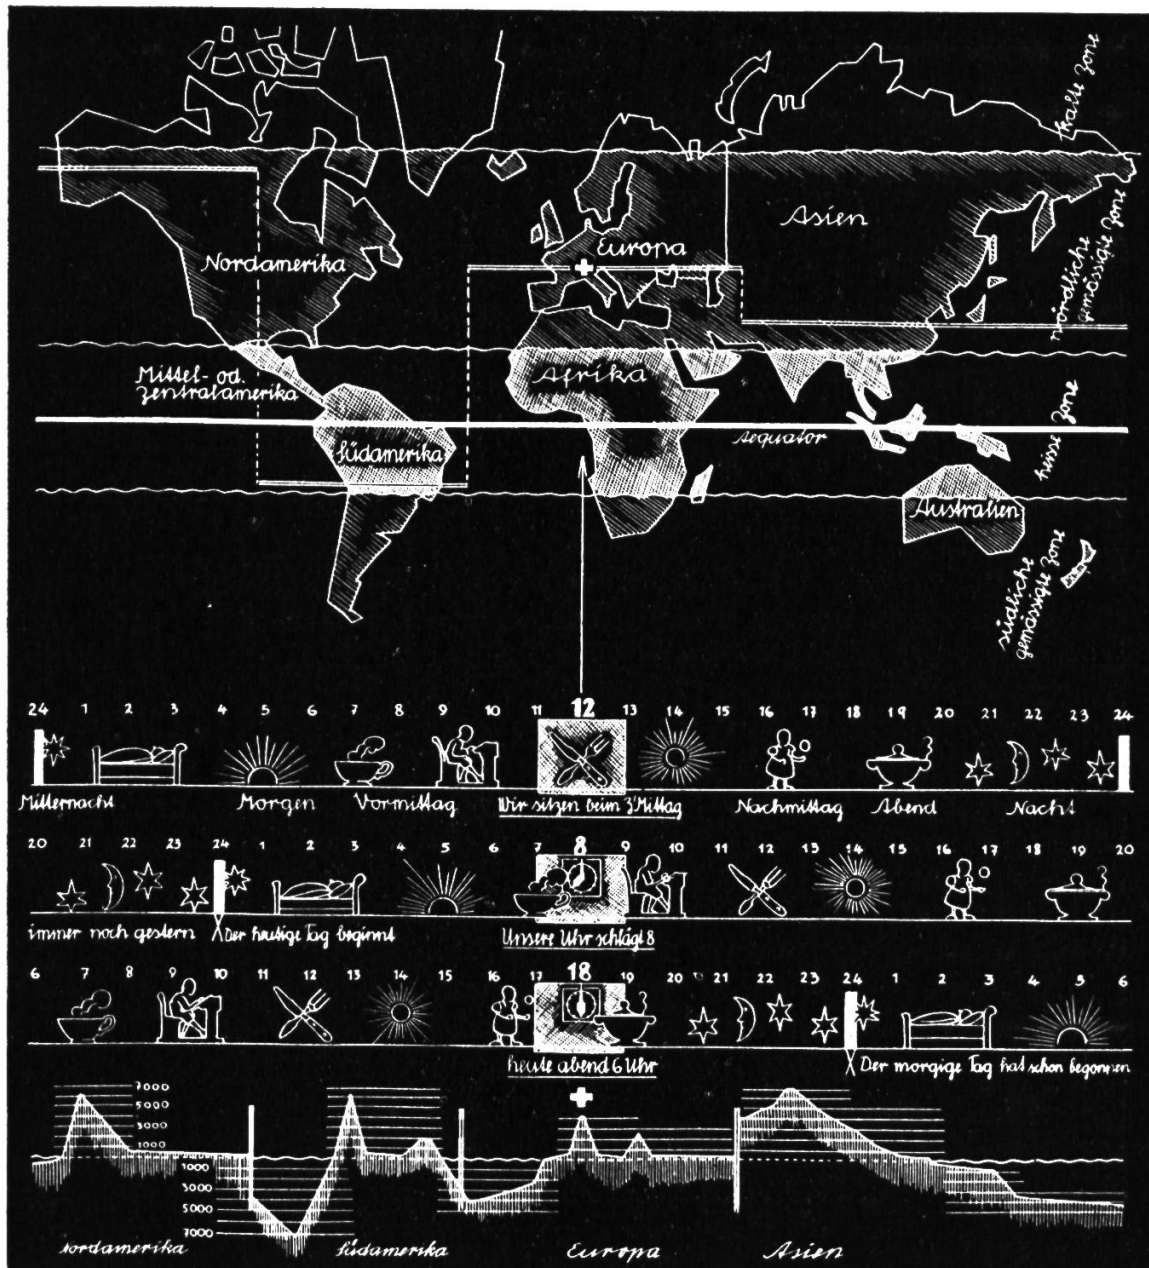 kalte Zone
Asien
Europa
Nordamerika
nördliche
gemässigte Zone
Mittel- od.
Zentralamerika
Afrika
Aequator
heisse Zone
Südamerika
Australien
südliche
gemässigte Zone
24 1 2 3 4 5 6 7 8 9 10 11 12 13 14 15 16 17 18 19 20 21 22 23 24
Mitternacht Morgen Vormittag Wir sitzen beim Z'Mittag Nachmittag Abend Nacht
20 21 22 23 24 1 2 3 4 5 6 7 8 9 10 11 12 13 14 15 16 17 18 19 20
immer noch gestern Der heutige Tag beginnt Unsere Uhr schlägt 8
6 7 8 9 10 11 12 13 14 15 16 17 18 19 20 21 22 23 24 1 2 3 4 5 6
heute abend 6 Uhr Der morgige Tag hat schon begonnen
7000
5000
3000
1000
1000
3000
5000
7000
Nordamerika Südamerika Europa Asien